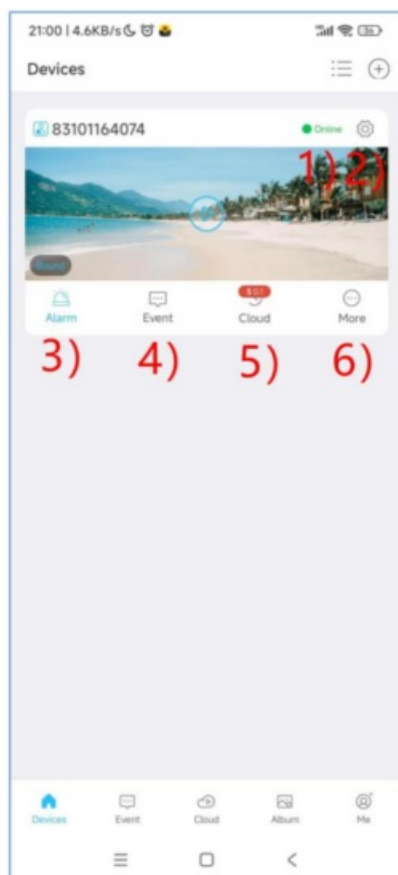 21:00 | 4.6KB/s
Devices
83101164074
Online
1) 2)
Bound
Alarm
Event
Cloud
More
3)
4)
5)
6)
Devices
Event
Cloud
Album
Me